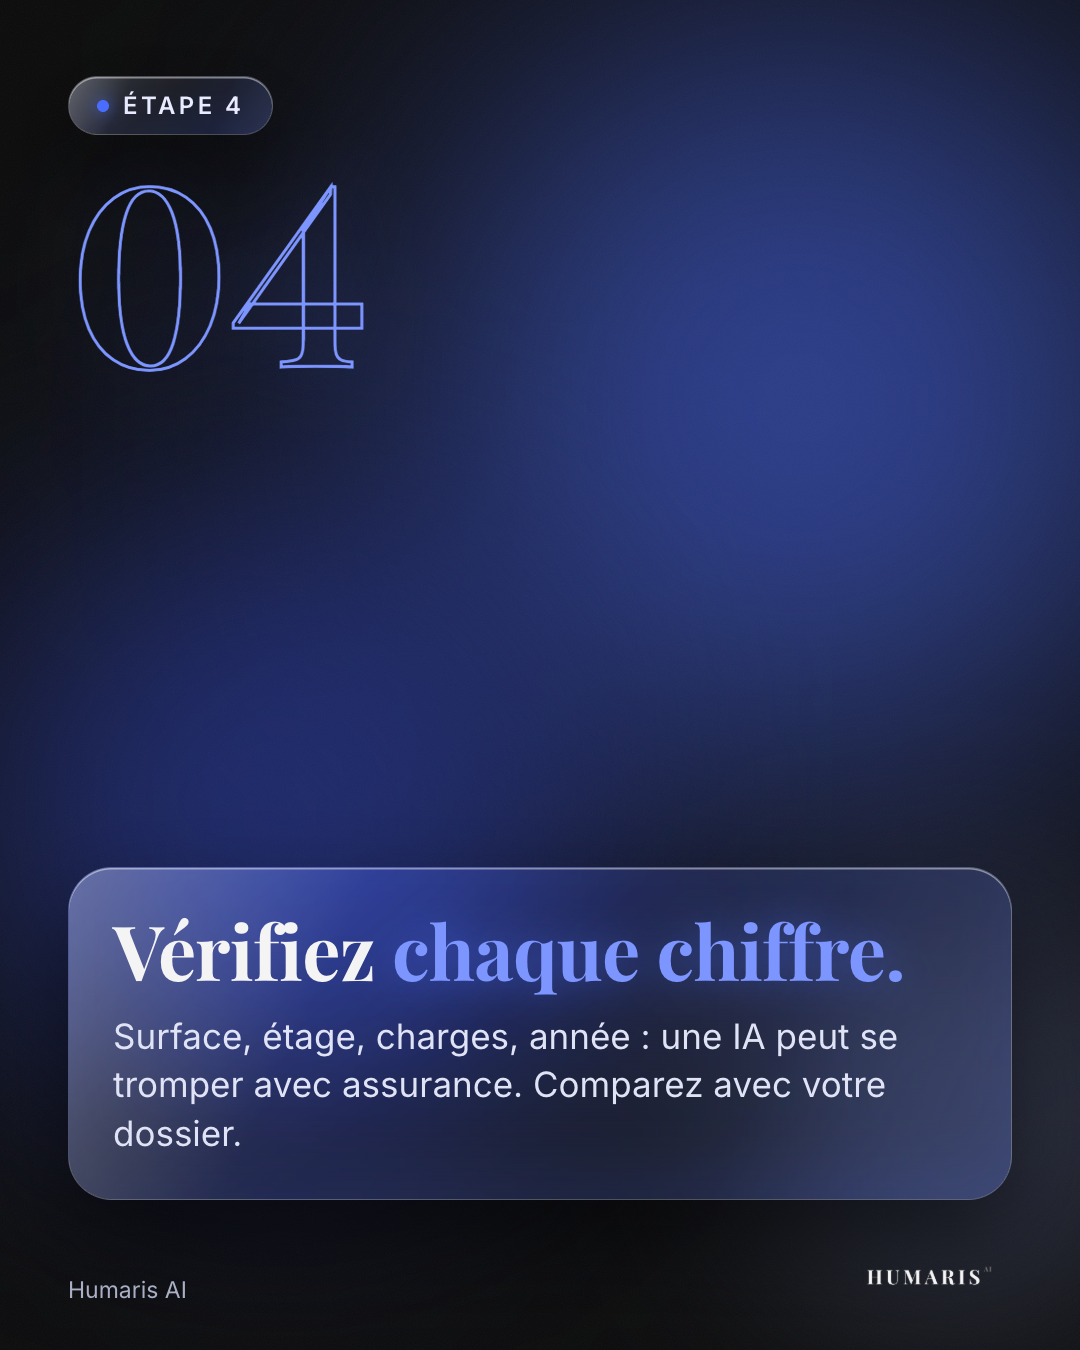 ÉTAPE 4
04
Vérifiez chaque chiffre.
Surface, étage, charges, année : une IA peut se
tromper avec assurance. Comparez avec votre
dossier.
Humaris AI
HUMARIS AI